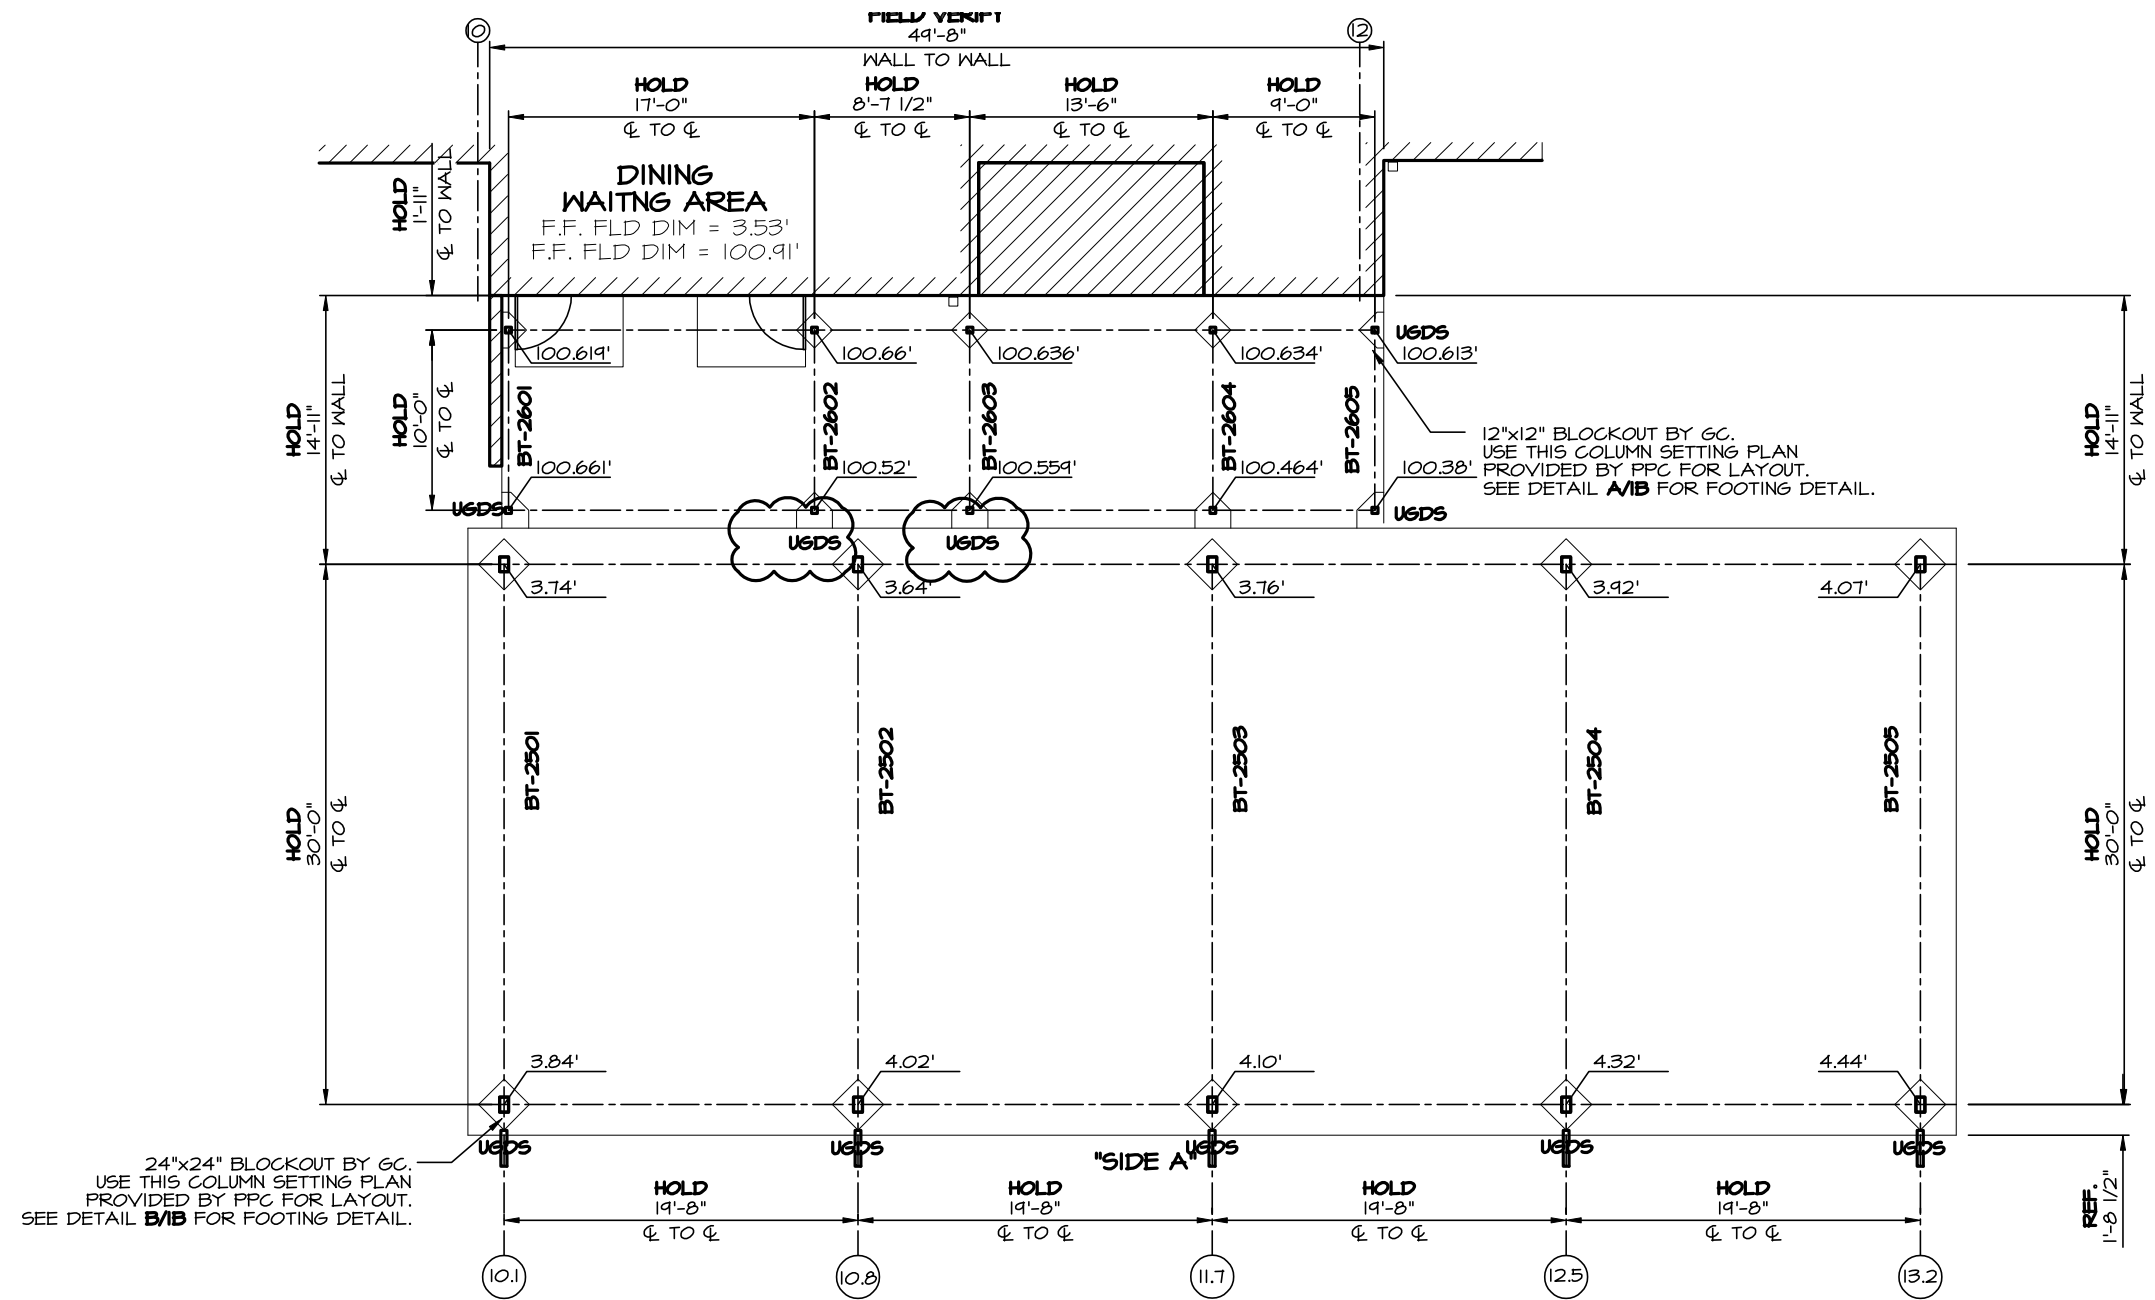 FIELD VERIFY
10
49'-8"
12
WALL TO WALL
HOLD
17'-0"
℄ TO ℄
HOLD
8'-7 1/2"
℄ TO ℄
HOLD
13'-6"
℄ TO ℄
HOLD
9'-0"
℄ TO ℄
HOLD
1'-11"
℄ TO WALL
DINING
WAITNG AREA
F.F. FLD DIM = 3.53'
F.F. FLD DIM = 100.91'
UGDS
100.619'
100.66'
100.636'
100.634'
100.613'
HOLD
14'-11"
℄ TO WALL
HOLD
10'-0"
℄ TO ℄
BT-2601
BT-2602
BT-2603
BT-2604
BT-2605
HOLD
14'-11"
℄ TO WALL
12"x12" BLOCKOUT BY GC.
USE THIS COLUMN SETTING PLAN
PROVIDED BY PPC FOR LAYOUT.
SEE DETAIL A/1B FOR FOOTING DETAIL.
100.661'
100.52'
100.559'
100.464'
100.38'
UGDS
UGDS
UGDS
UGDS
3.74'
3.64'
3.76'
3.92'
4.07'
BT-2501
BT-2502
BT-2503
BT-2504
BT-2505
HOLD
30'-0"
℄ TO ℄
HOLD
30'-0"
℄ TO ℄
3.84'
4.02'
4.10'
4.32'
4.44'
UGDS
UGDS
UGDS
UGDS
UGDS
"SIDE A"
24"x24" BLOCKOUT BY GC.
USE THIS COLUMN SETTING PLAN
PROVIDED BY PPC FOR LAYOUT.
SEE DETAIL B/1B FOR FOOTING DETAIL.
HOLD
19'-8"
℄ TO ℄
HOLD
19'-8"
℄ TO ℄
HOLD
19'-8"
℄ TO ℄
HOLD
19'-8"
℄ TO ℄
REF.
1'-8 1/2"
10.1
10.8
11.7
12.5
13.2